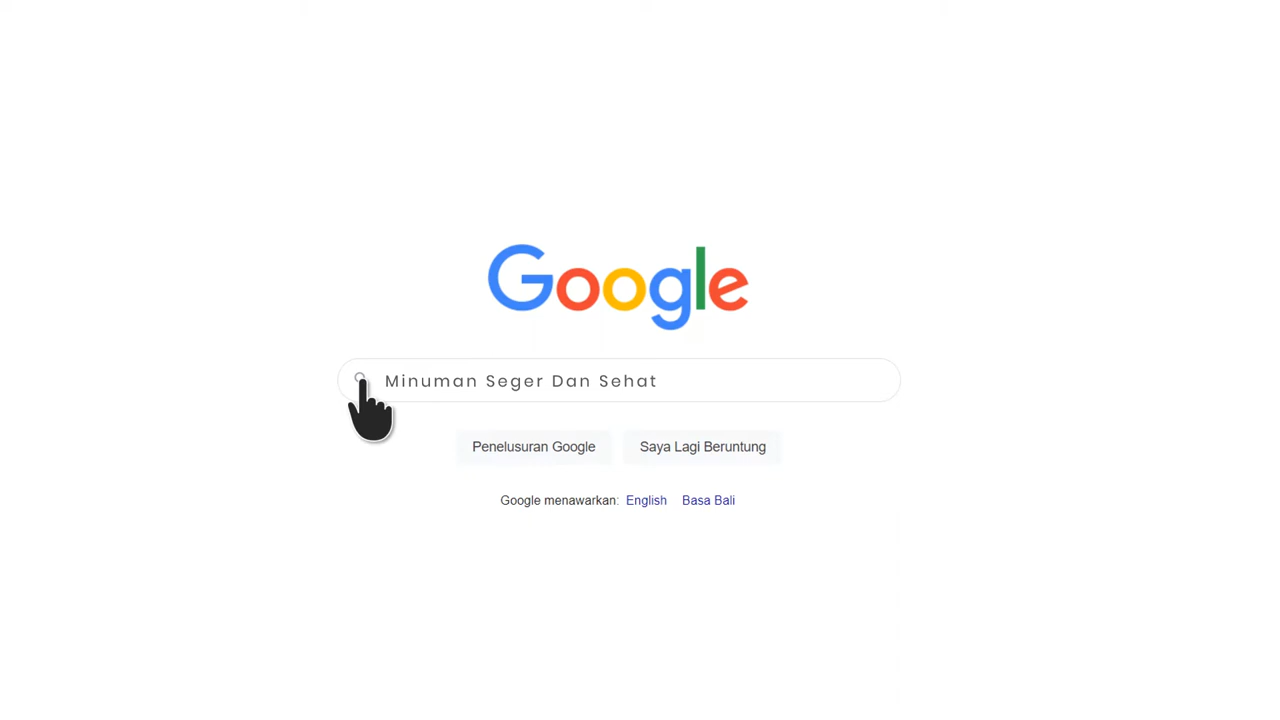 Google
Minuman Seger Dan Sehat
Penelusuran Google Saya Lagi Beruntung
Google menawarkan: English Basa Bali